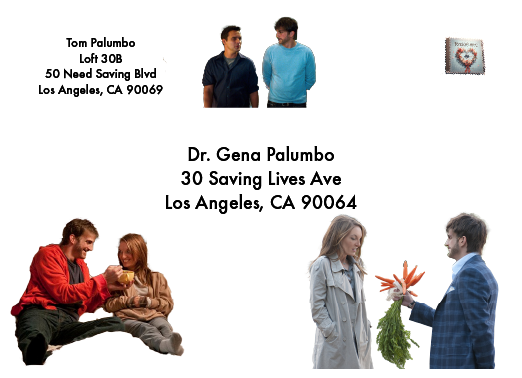 Tom Palumbo
Loft 30B
50 Need Saving Blvd
Los Angeles, CA 90069
Dr. Gena Palumbo
30 Saving Lives Ave
Los Angeles, CA 90064